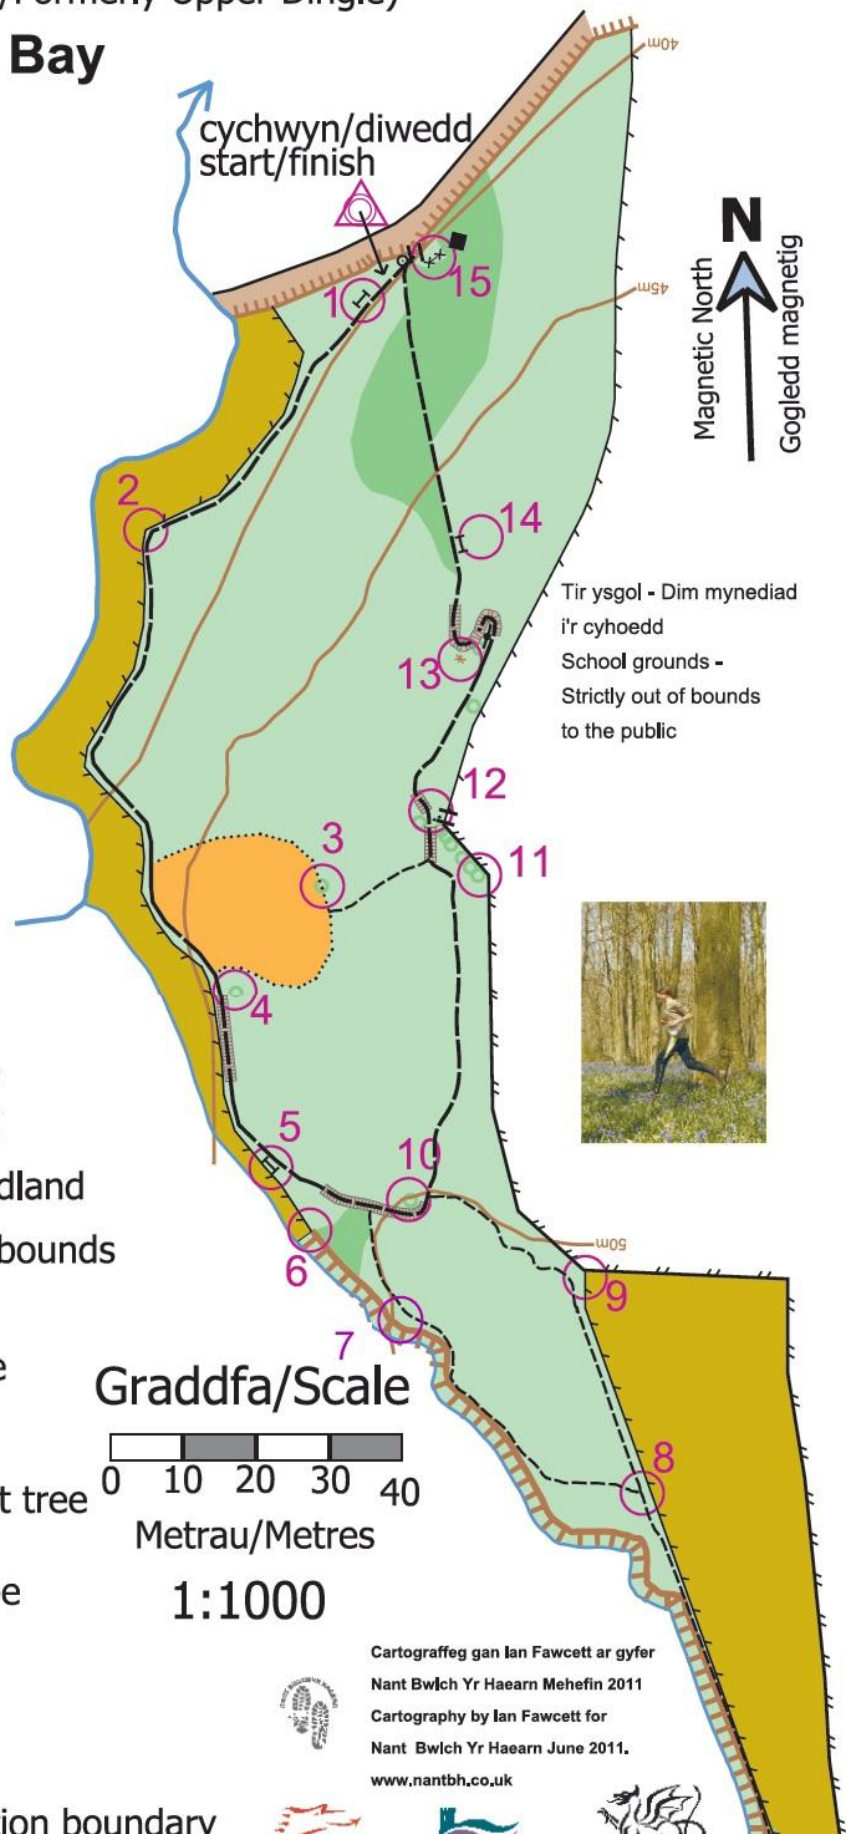 Bay
cychwyn/diwedd
start/finish
40m
N
Magnetic North
Gogledd magnetig
45m
1
15
2
14
Tir ysgol - Dim mynediad
i'r cyhoedd
School grounds -
Strictly out of bounds
to the public
13
12
3
11
4
5
10
dland
bounds
6
50m
9
7
Graddfa/Scale
0 10 20 30 40
Metrau/Metres
1:1000
8
t tree
Cartograffeg gan Ian Fawcett ar gyfer
Nant Bwlch Yr Haearn Mehefin 2011
Cartography by Ian Fawcett for
Nant Bwlch Yr Haearn June 2011.
www.nantbh.co.uk
ion boundary